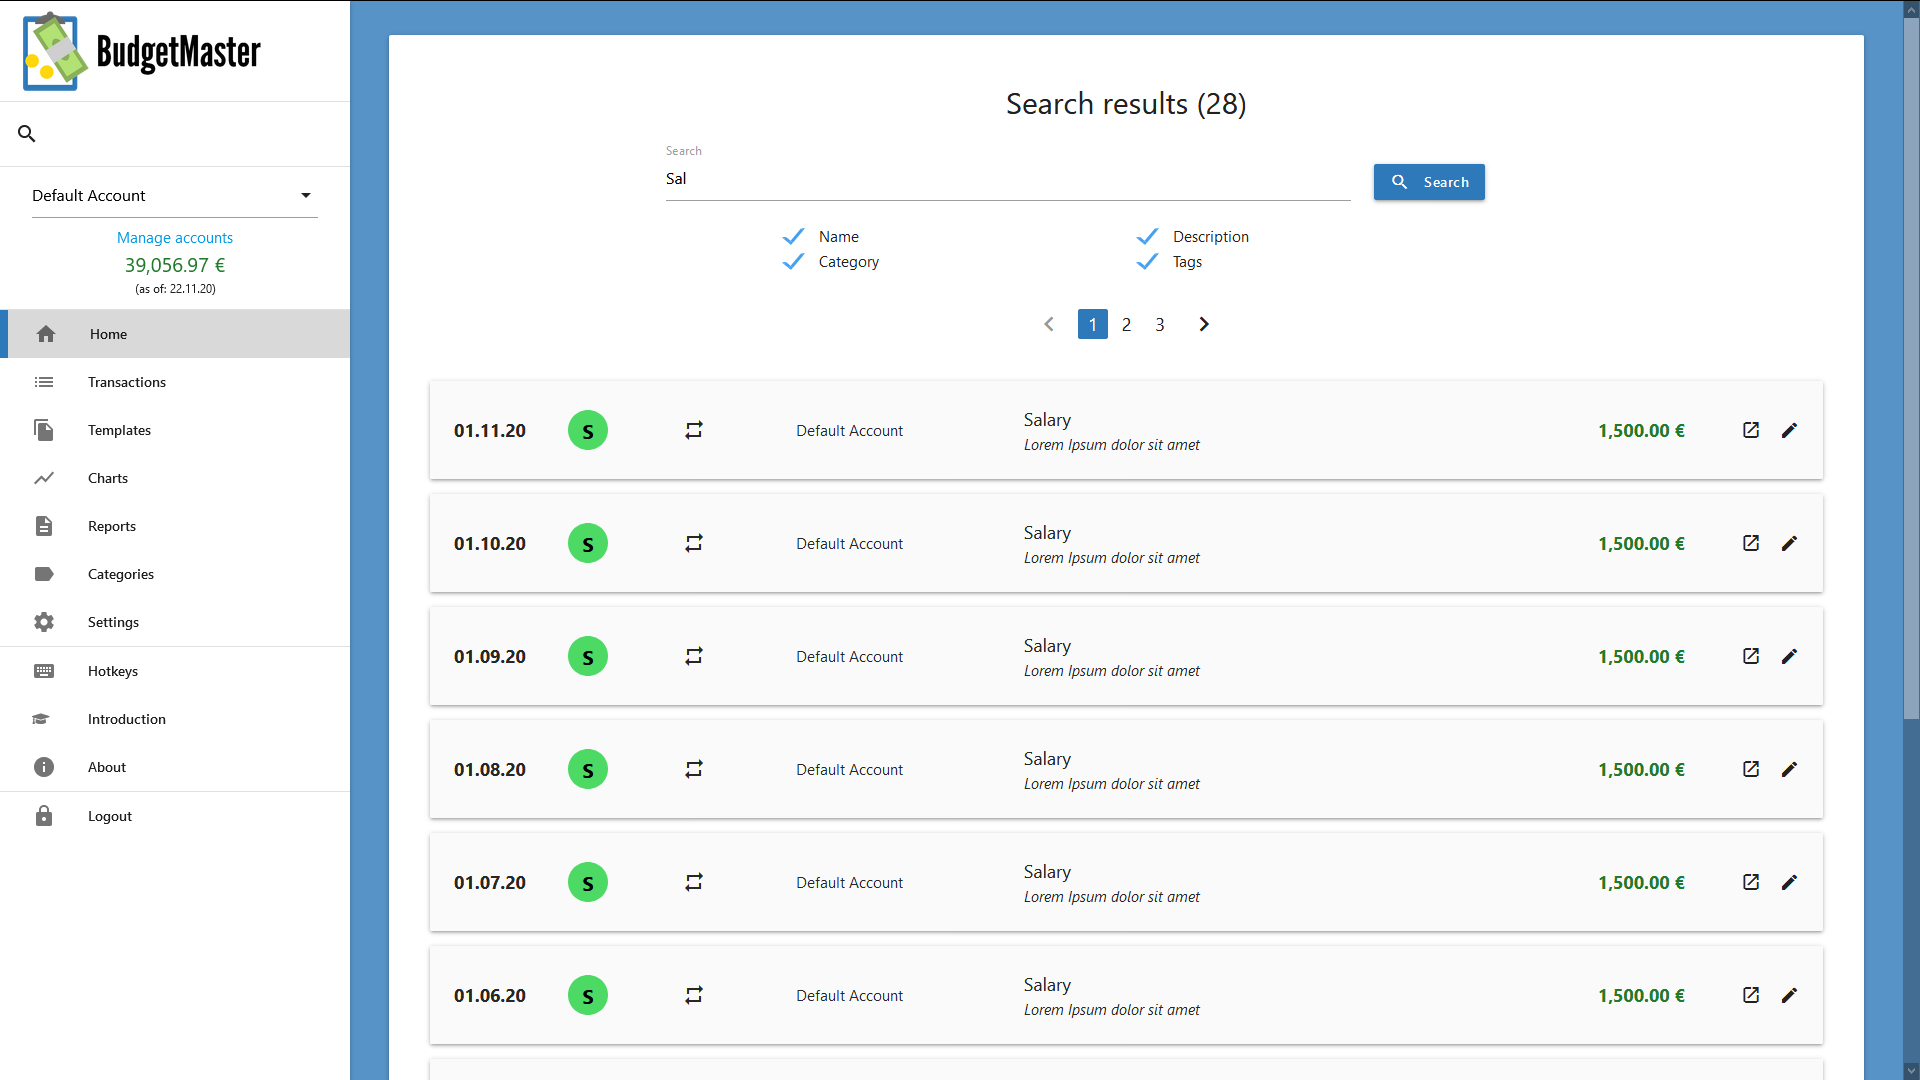 BudgetMaster
Default Account
Manage accounts
39,056.97 €
(as of: 22.11.20)
Home
Transactions
Templates
Charts
Reports
Categories
Settings
Hotkeys
Introduction
About
Logout
Search results (28)
Search
Sal
Search
Name
Description
Category
Tags
1 2 3
01.11.20 S Default Account Salary 1,500.00 €
Lorem Ipsum dolor sit amet
01.10.20 S Default Account Salary 1,500.00 €
Lorem Ipsum dolor sit amet
01.09.20 S Default Account Salary 1,500.00 €
Lorem Ipsum dolor sit amet
01.08.20 S Default Account Salary 1,500.00 €
Lorem Ipsum dolor sit amet
01.07.20 S Default Account Salary 1,500.00 €
Lorem Ipsum dolor sit amet
01.06.20 S Default Account Salary 1,500.00 €
Lorem Ipsum dolor sit amet